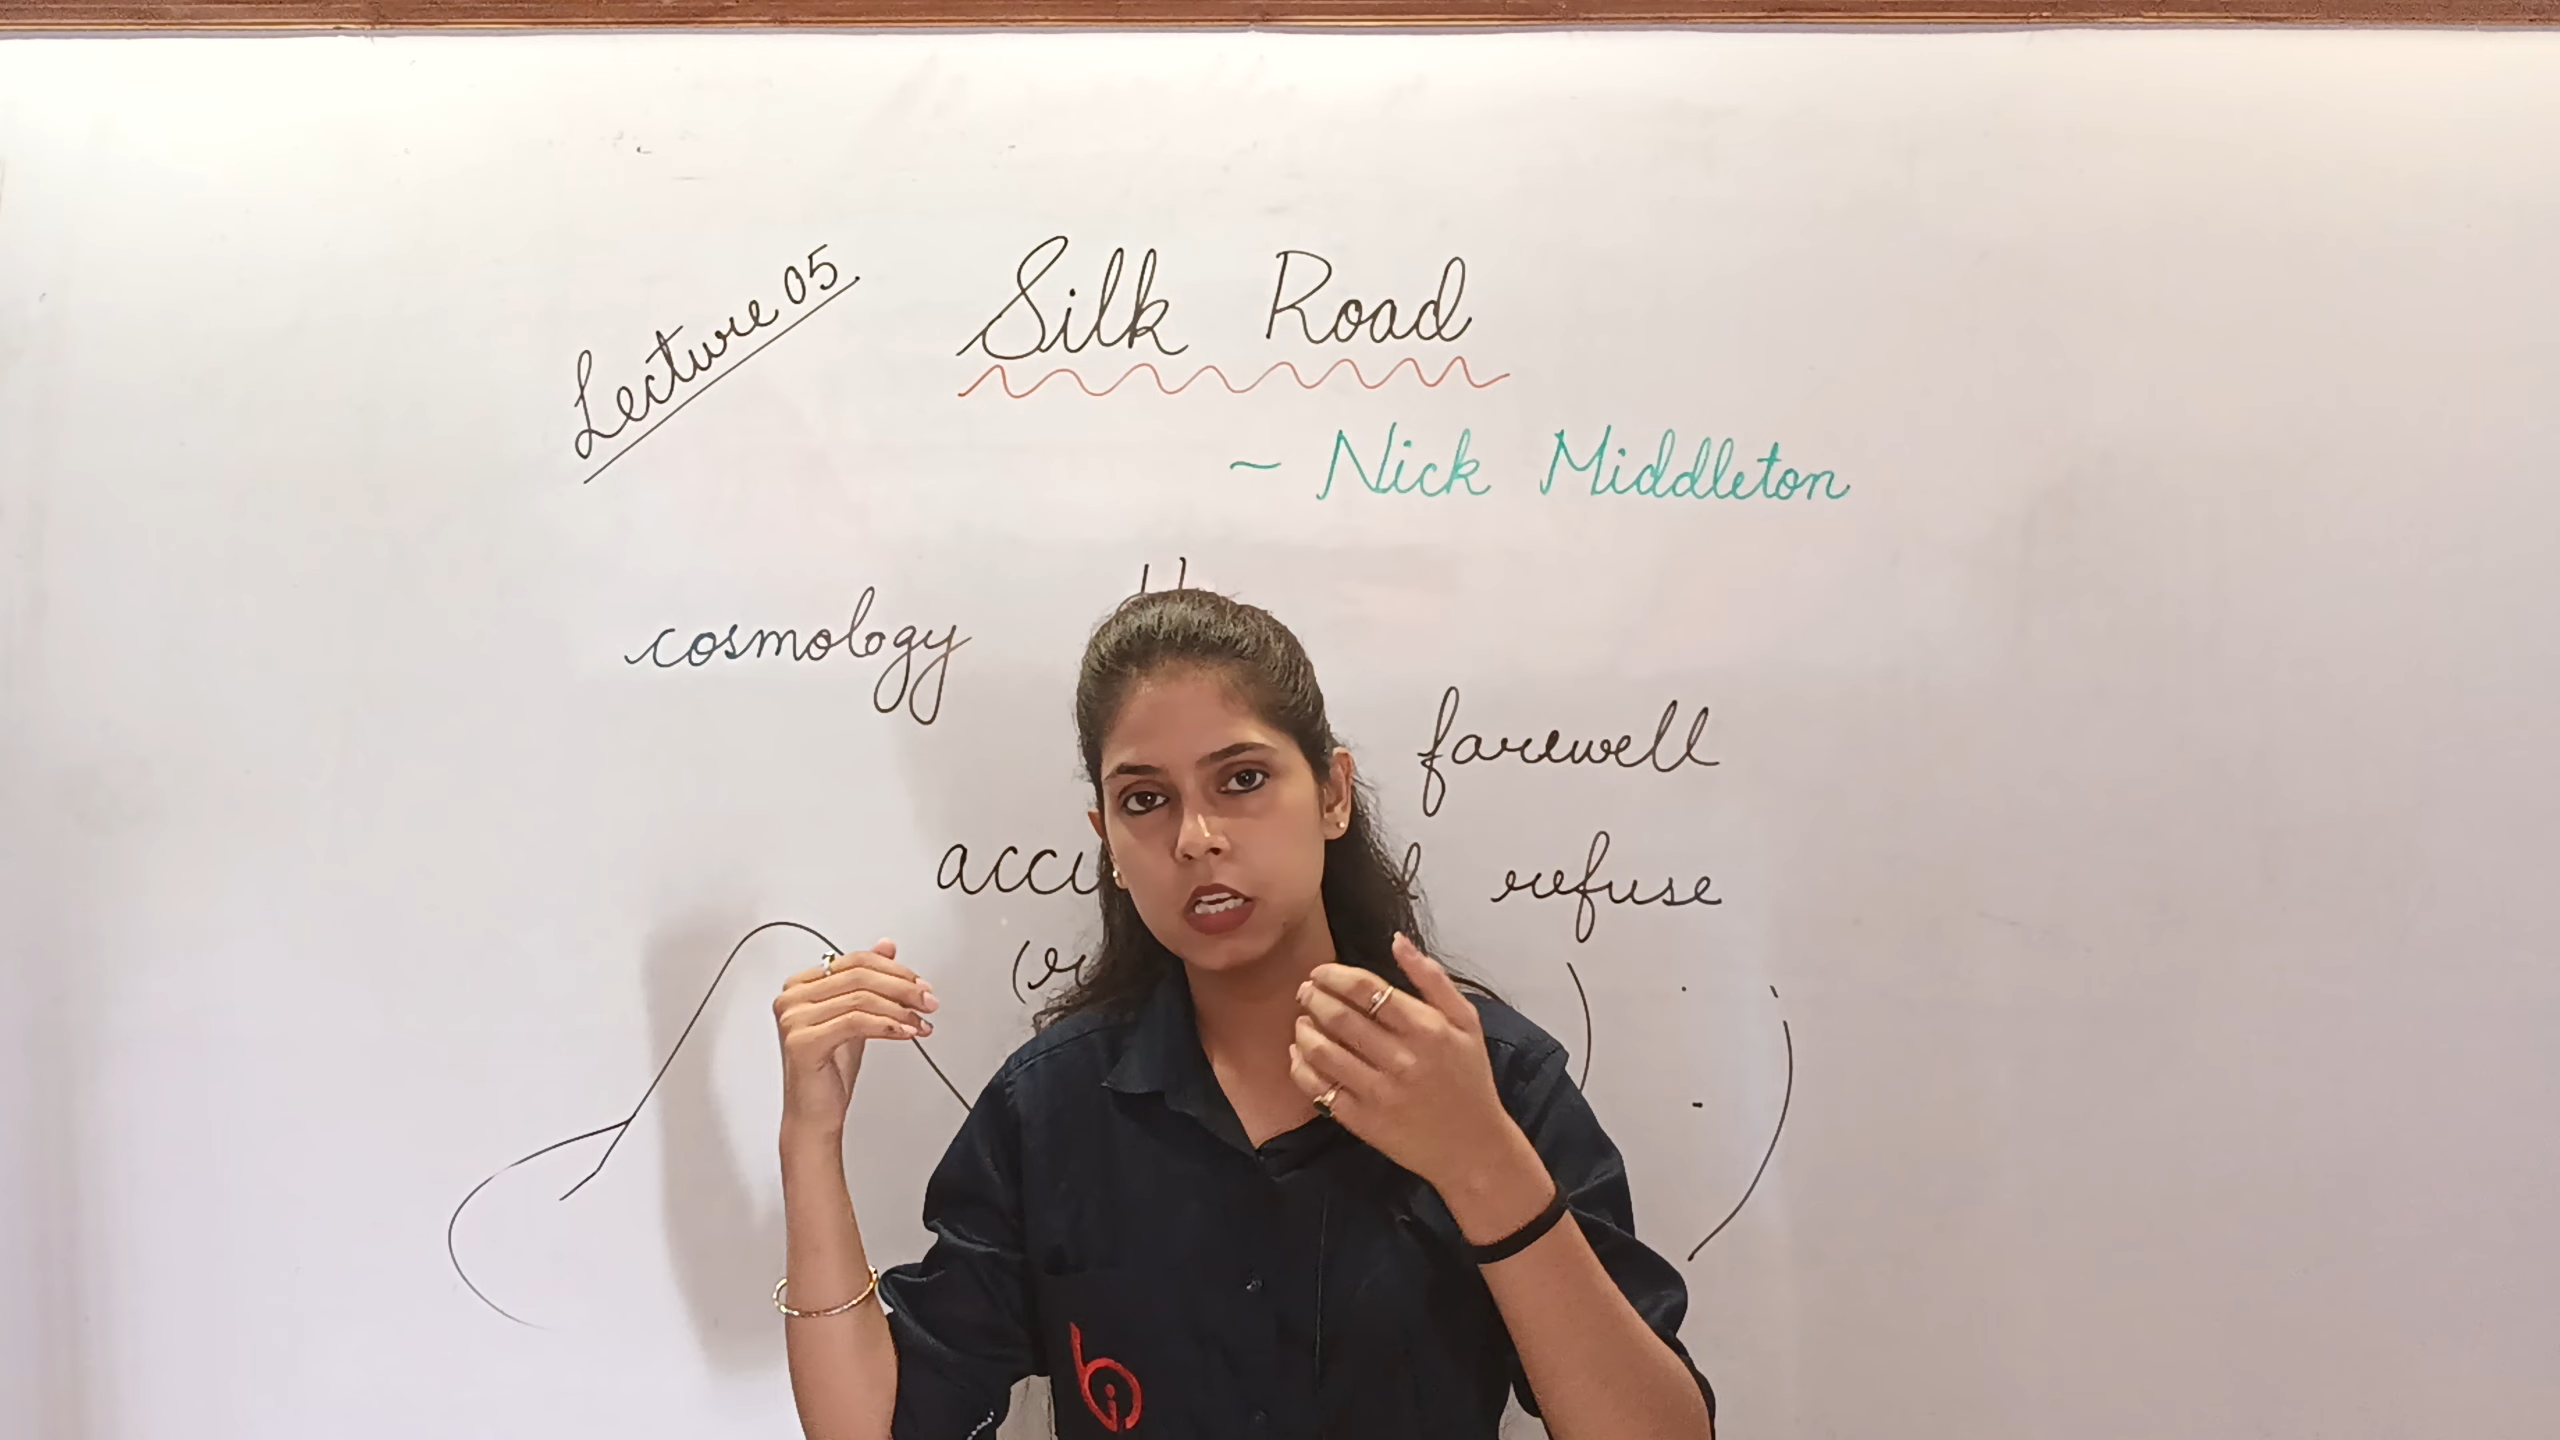 Lecture 05
Silk Road
~ Nick Middleton
cosmology
farewell
refuse